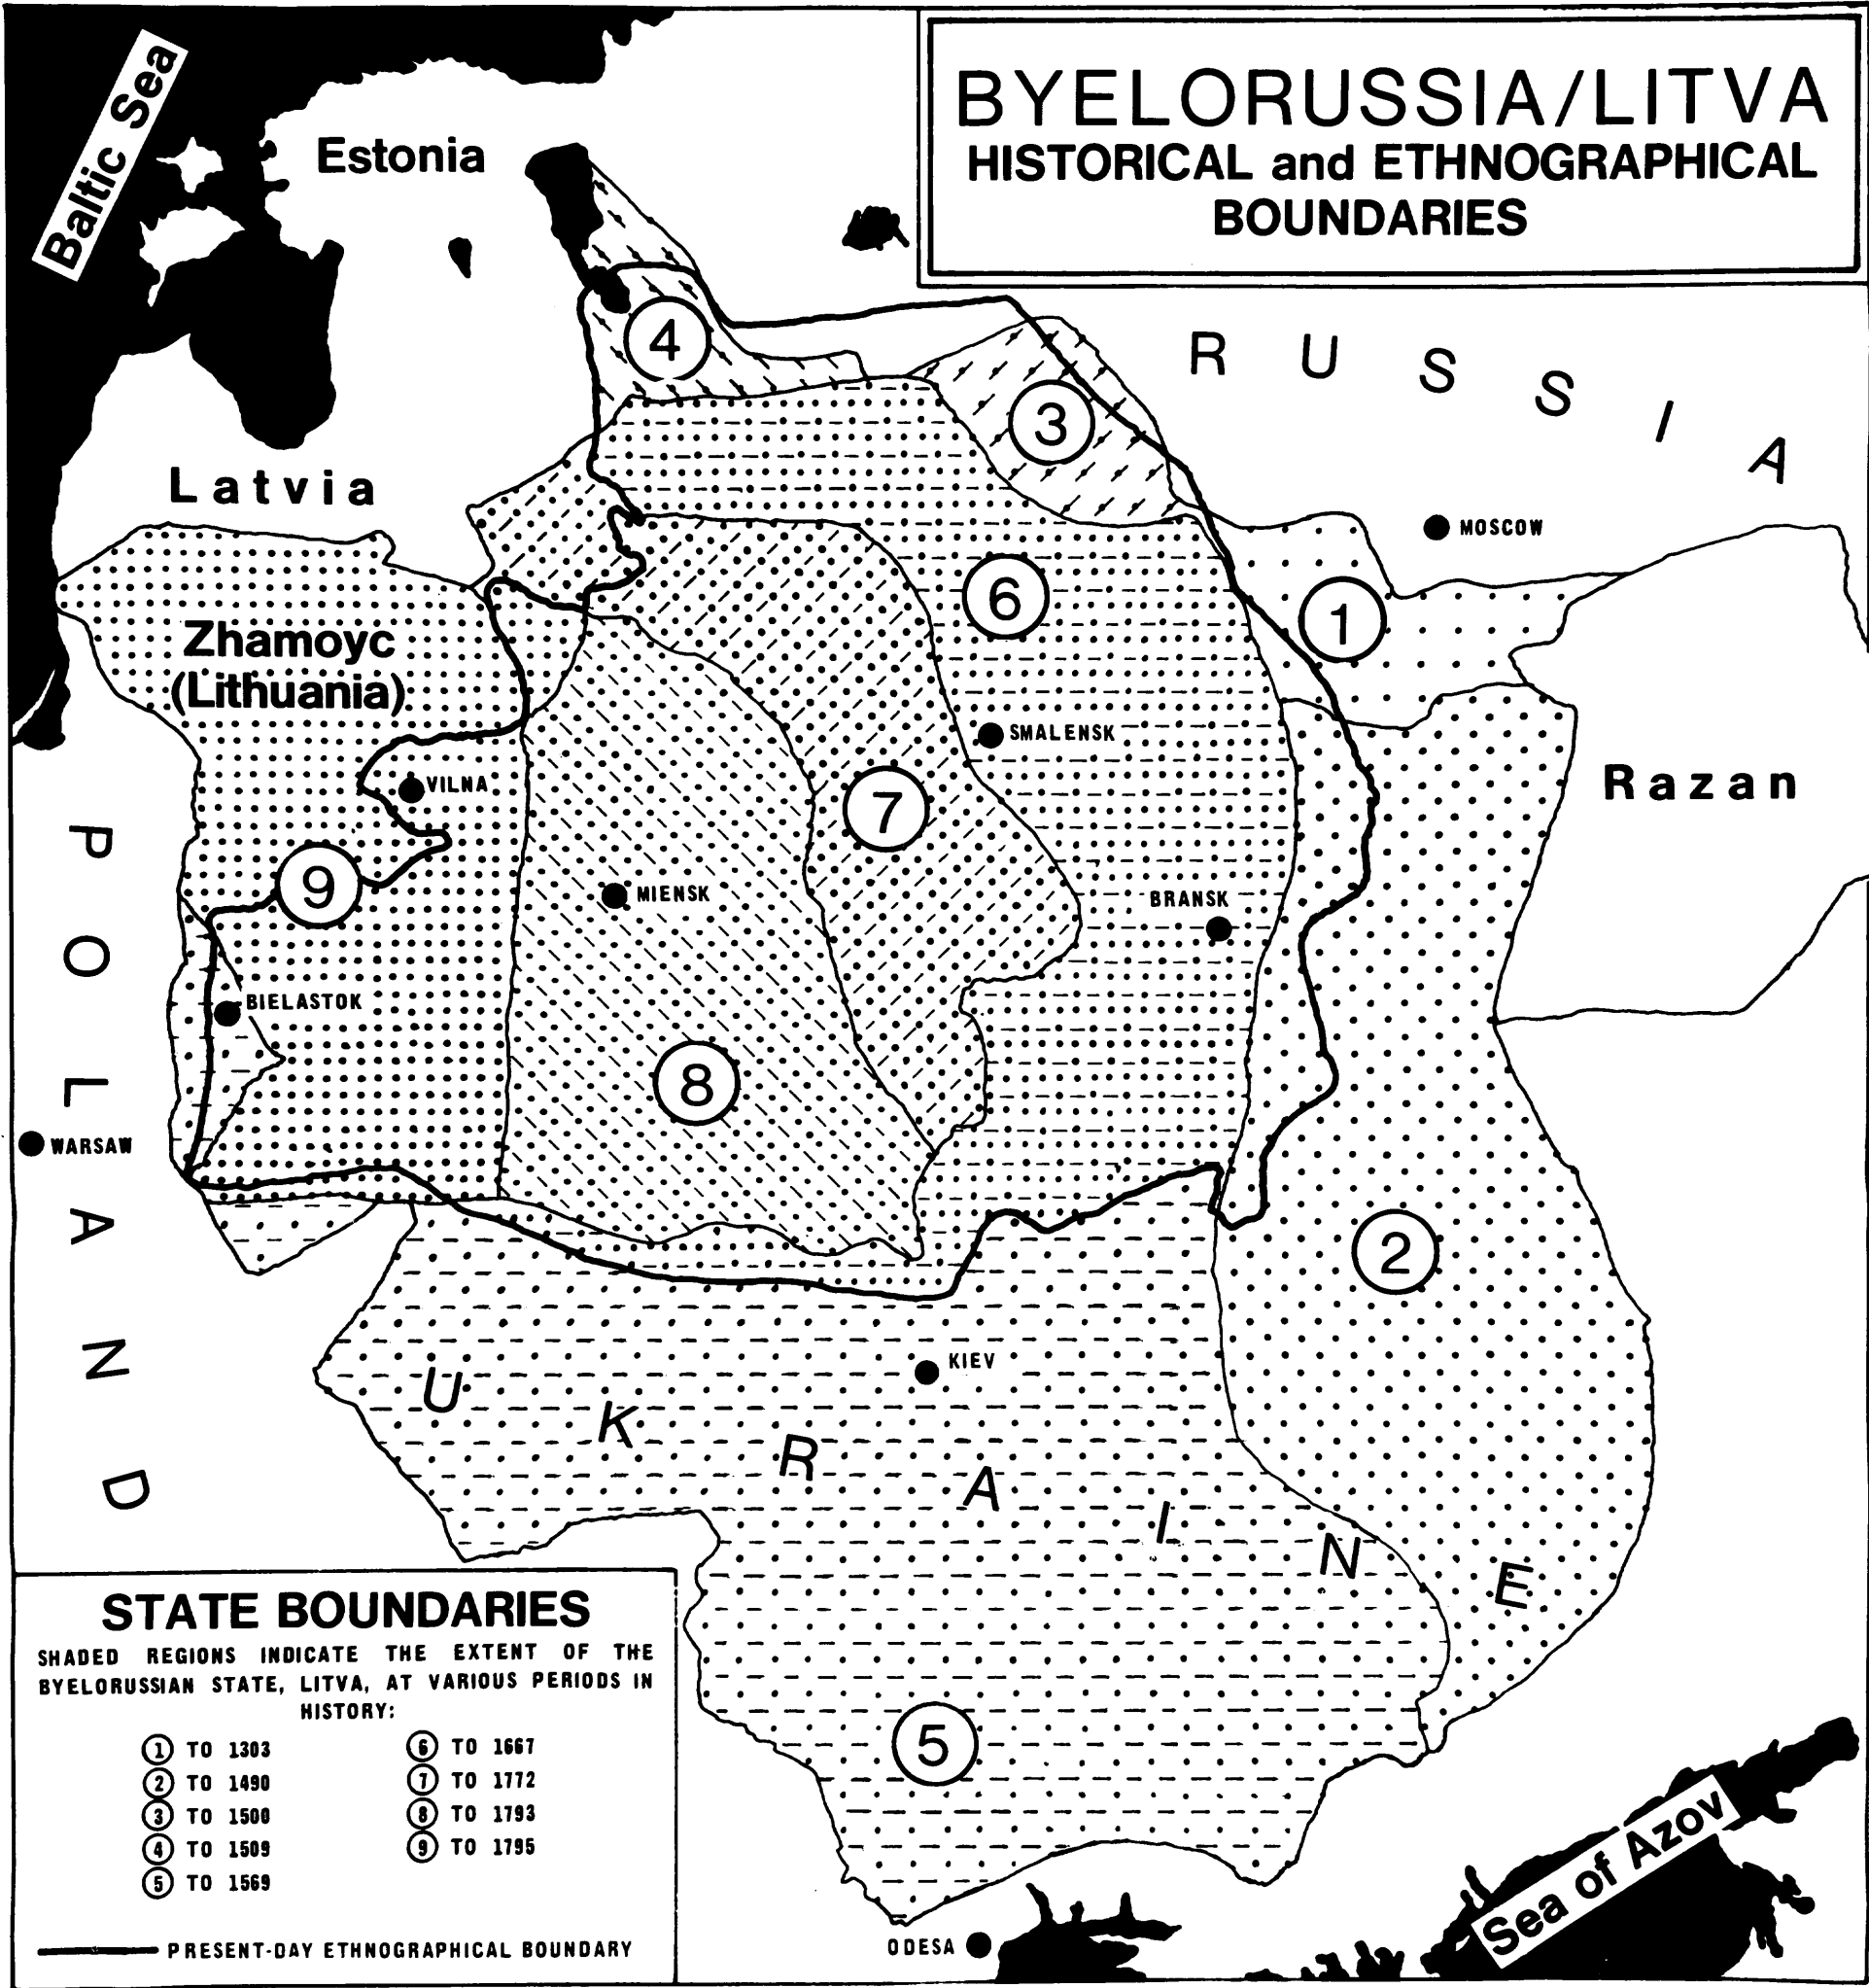 BYELORUSSIA/LITVA
HISTORICAL and ETHNOGRAPHICAL
BOUNDARIES
Baltic Sea
Estonia
4
3
RUSSIA
Latvia
MOSCOW
6
1
Zhamoyc
(Lithuania)
SMALENSK
Razan
VILNA
7
POLAND
9
MIENSK
BRANSK
BIELASTOK
8
WARSAW
2
KIEV
UKRAINE
5
STATE BOUNDARIES
SHADED REGIONS INDICATE THE EXTENT OF THE
BYELORUSSIAN STATE, LITVA, AT VARIOUS PERIODS IN
HISTORY:
1 TO 1303
2 TO 1490
3 TO 1500
4 TO 1509
5 TO 1569
6 TO 1667
7 TO 1772
8 TO 1793
9 TO 1795
PRESENT-DAY ETHNOGRAPHICAL BOUNDARY
ODESA
Sea of Azov